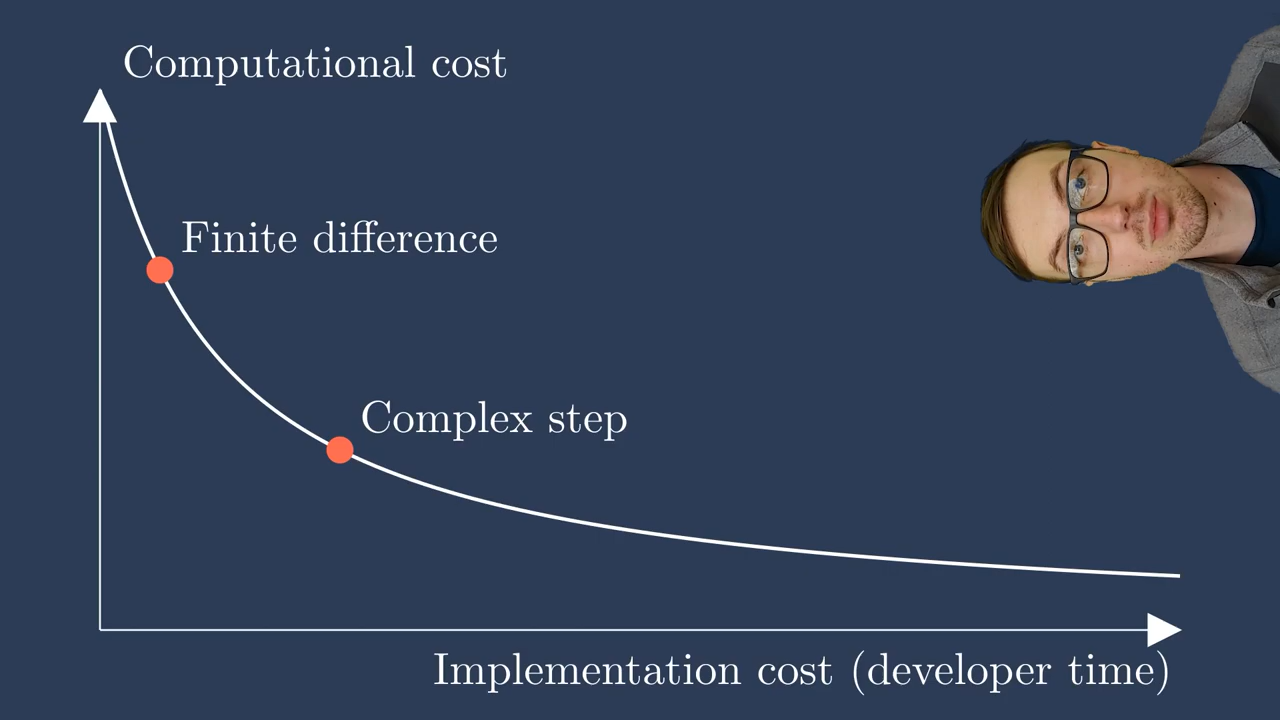 Computational cost
Finite difference
Complex step
Implementation cost (developer time)